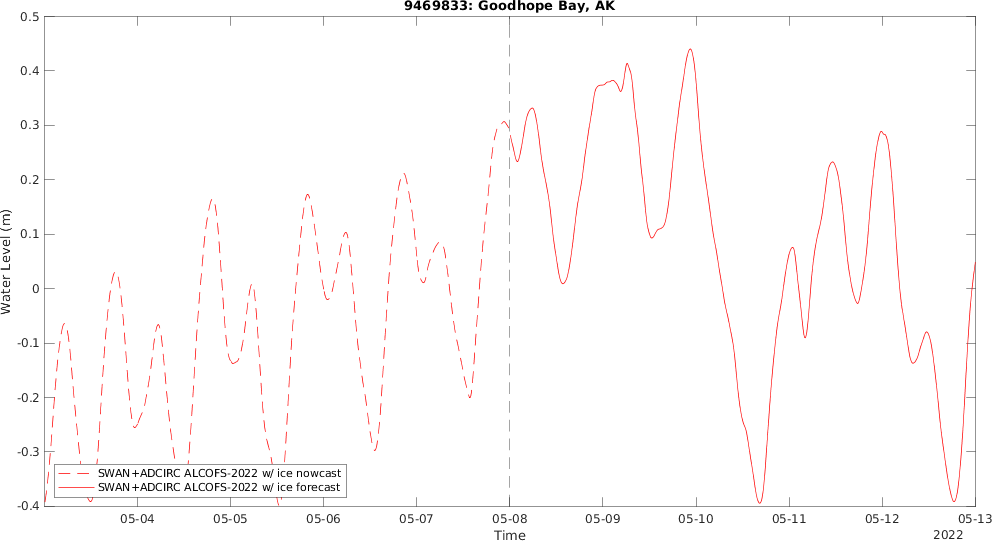 9469833: Goodhope Bay, AK
0.5
0.4
0.3
0.2
0.1
0
-0.1
-0.2
-0.3
-0.4
Water Level (m)
SWAN+ADCIRC ALCOFS-2022 w/ ice nowcast
SWAN+ADCIRC ALCOFS-2022 w/ ice forecast
05-04 05-05 05-06 05-07 05-08 05-09 05-10 05-11 05-12 05-13
Time
2022